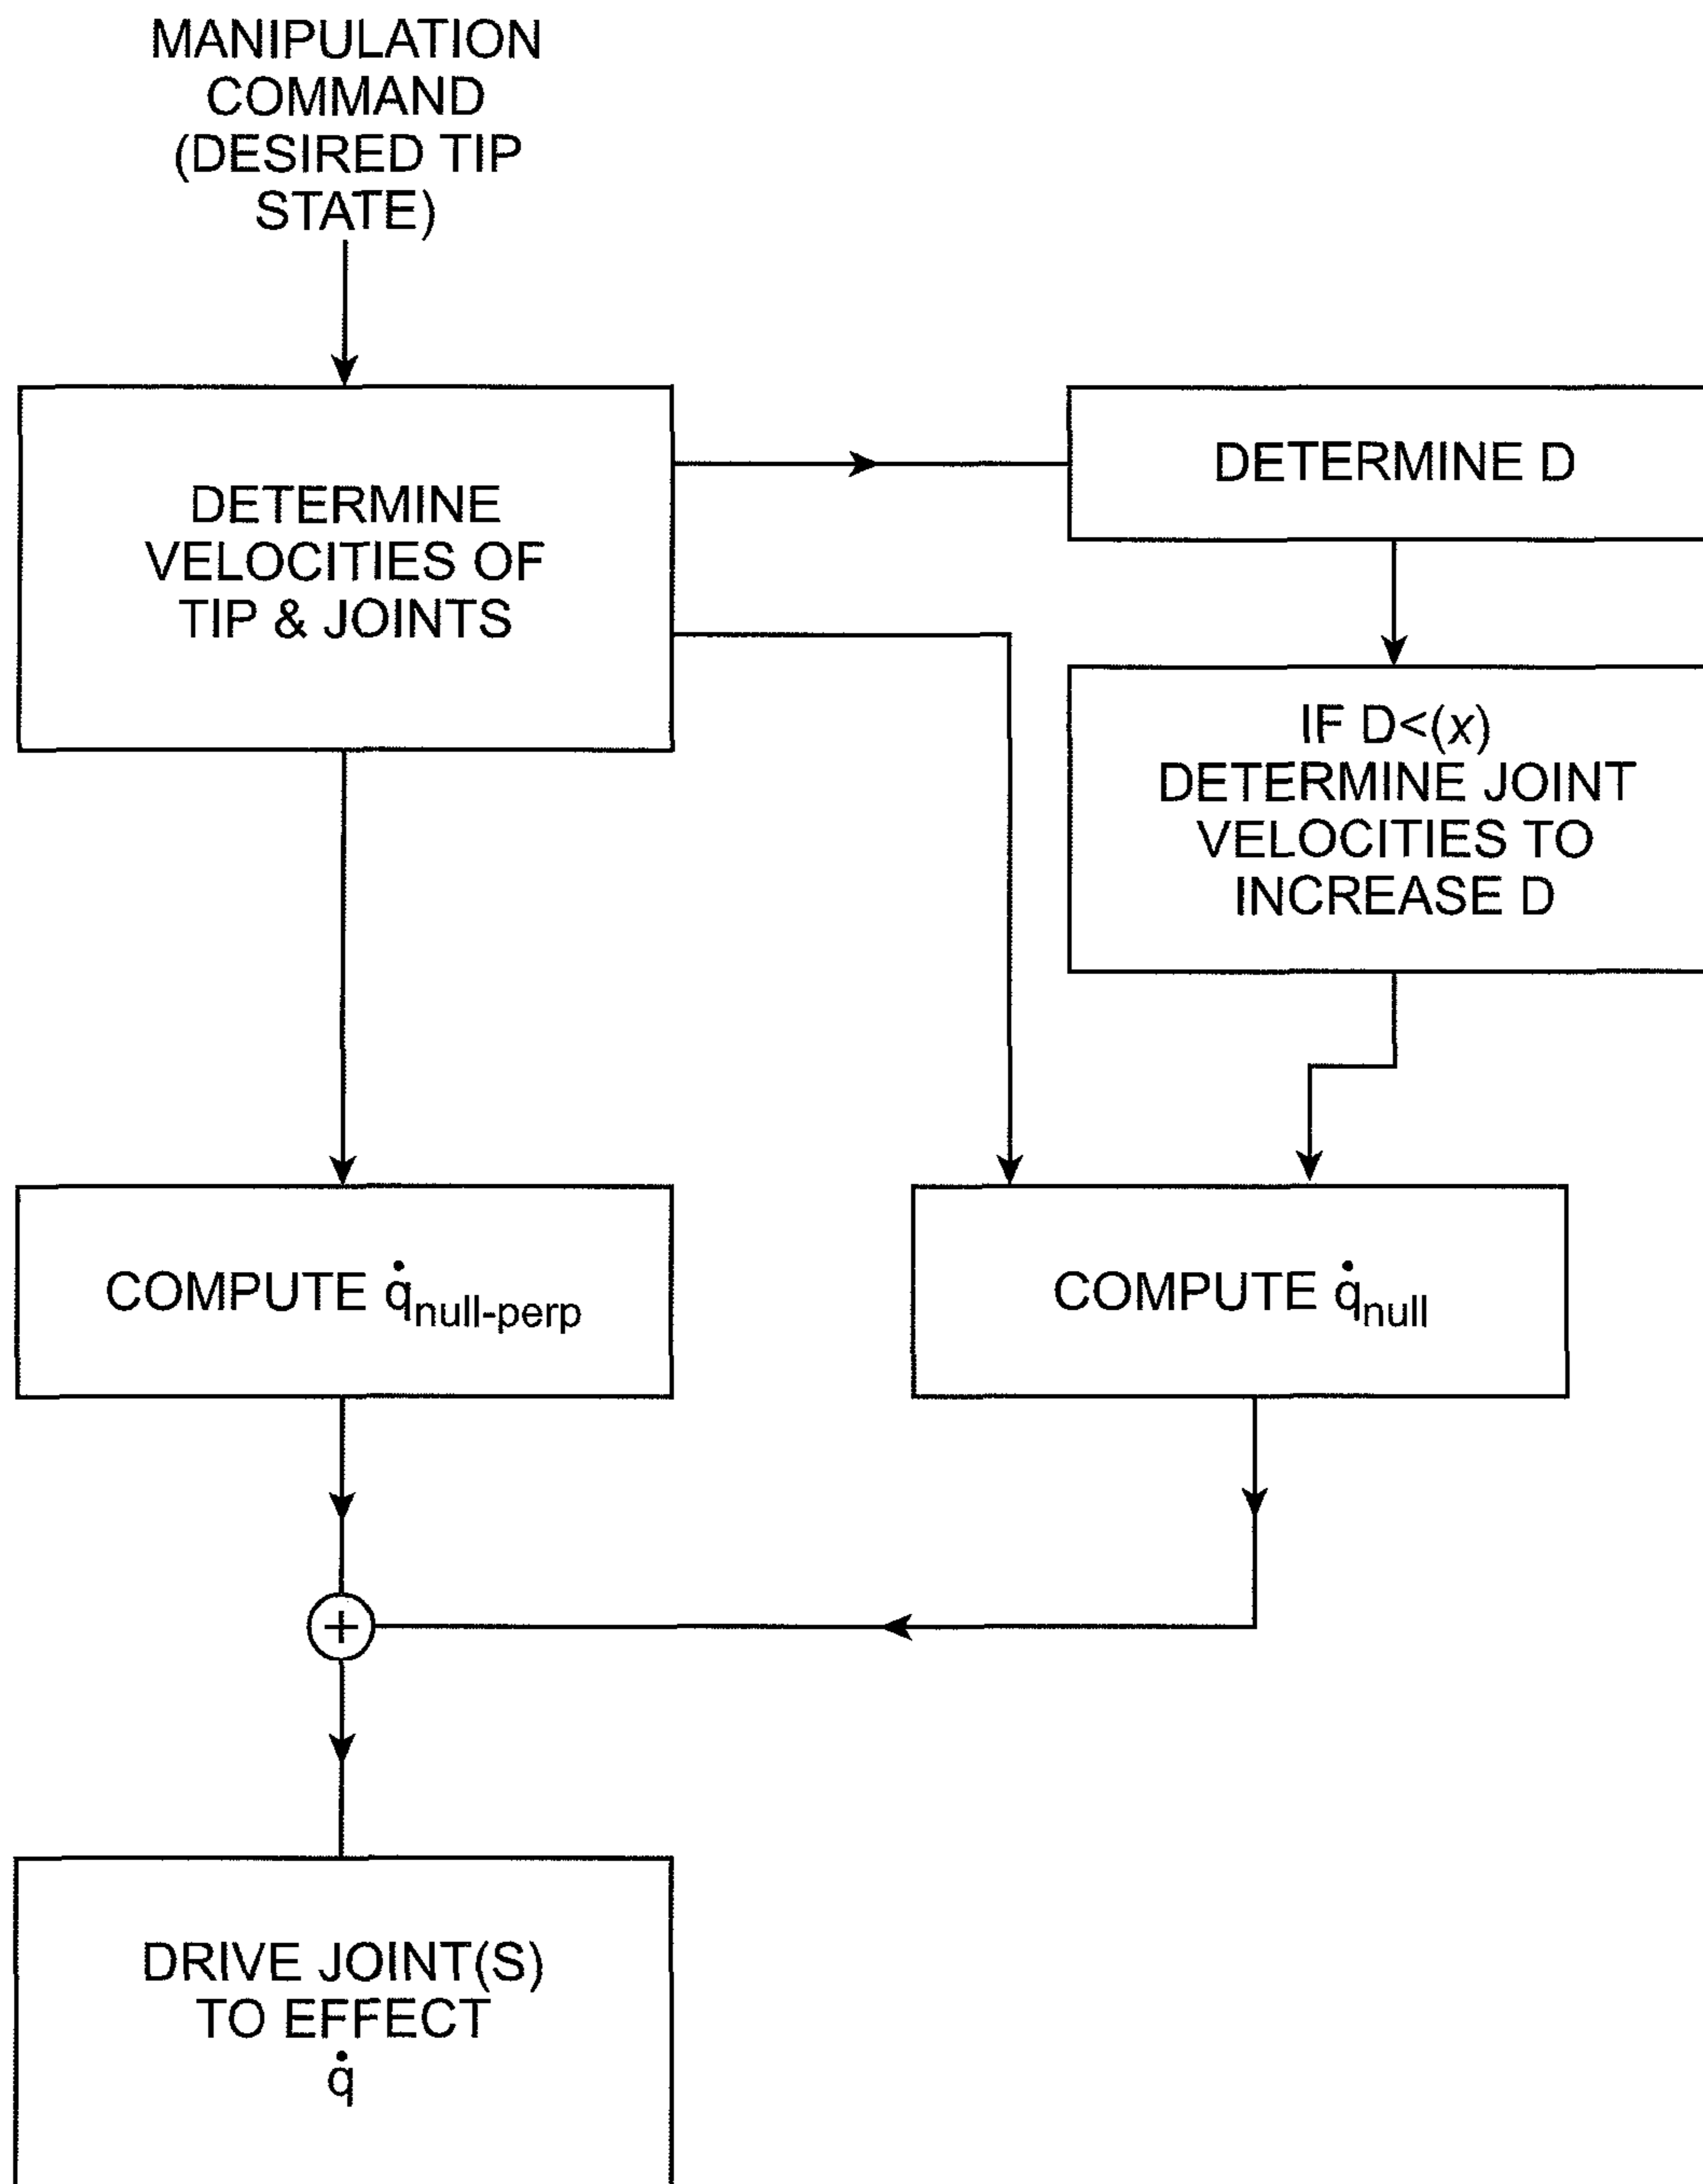 MANIPULATION
COMMAND
(DESIRED TIP
STATE)
DETERMINE
VELOCITIES OF
TIP & JOINTS
DETERMINE D
IF D<(x)
DETERMINE JOINT
VELOCITIES TO
INCREASE D
COMPUTE q̇null-perp
COMPUTE q̇null
+
DRIVE JOINT(S)
TO EFFECT
q̇